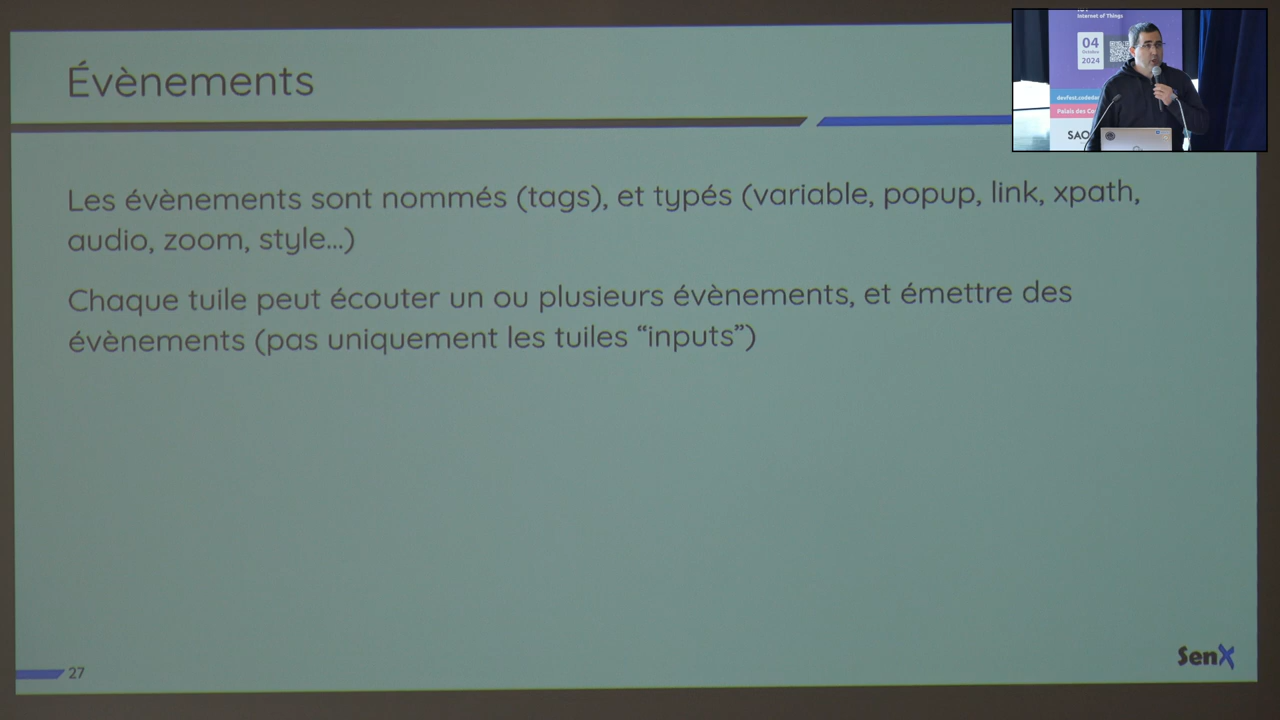 Évènements
Les évènements sont nommés (tags), et typés (variable, popup, link, xpath,
audio, zoom, style...)
Chaque tuile peut écouter un ou plusieurs évènements, et émettre des
évènements (pas uniquement les tuiles “inputs”)
27
SenX
Internet of Things
04
Octobre
2024
Palais des Co
SAO